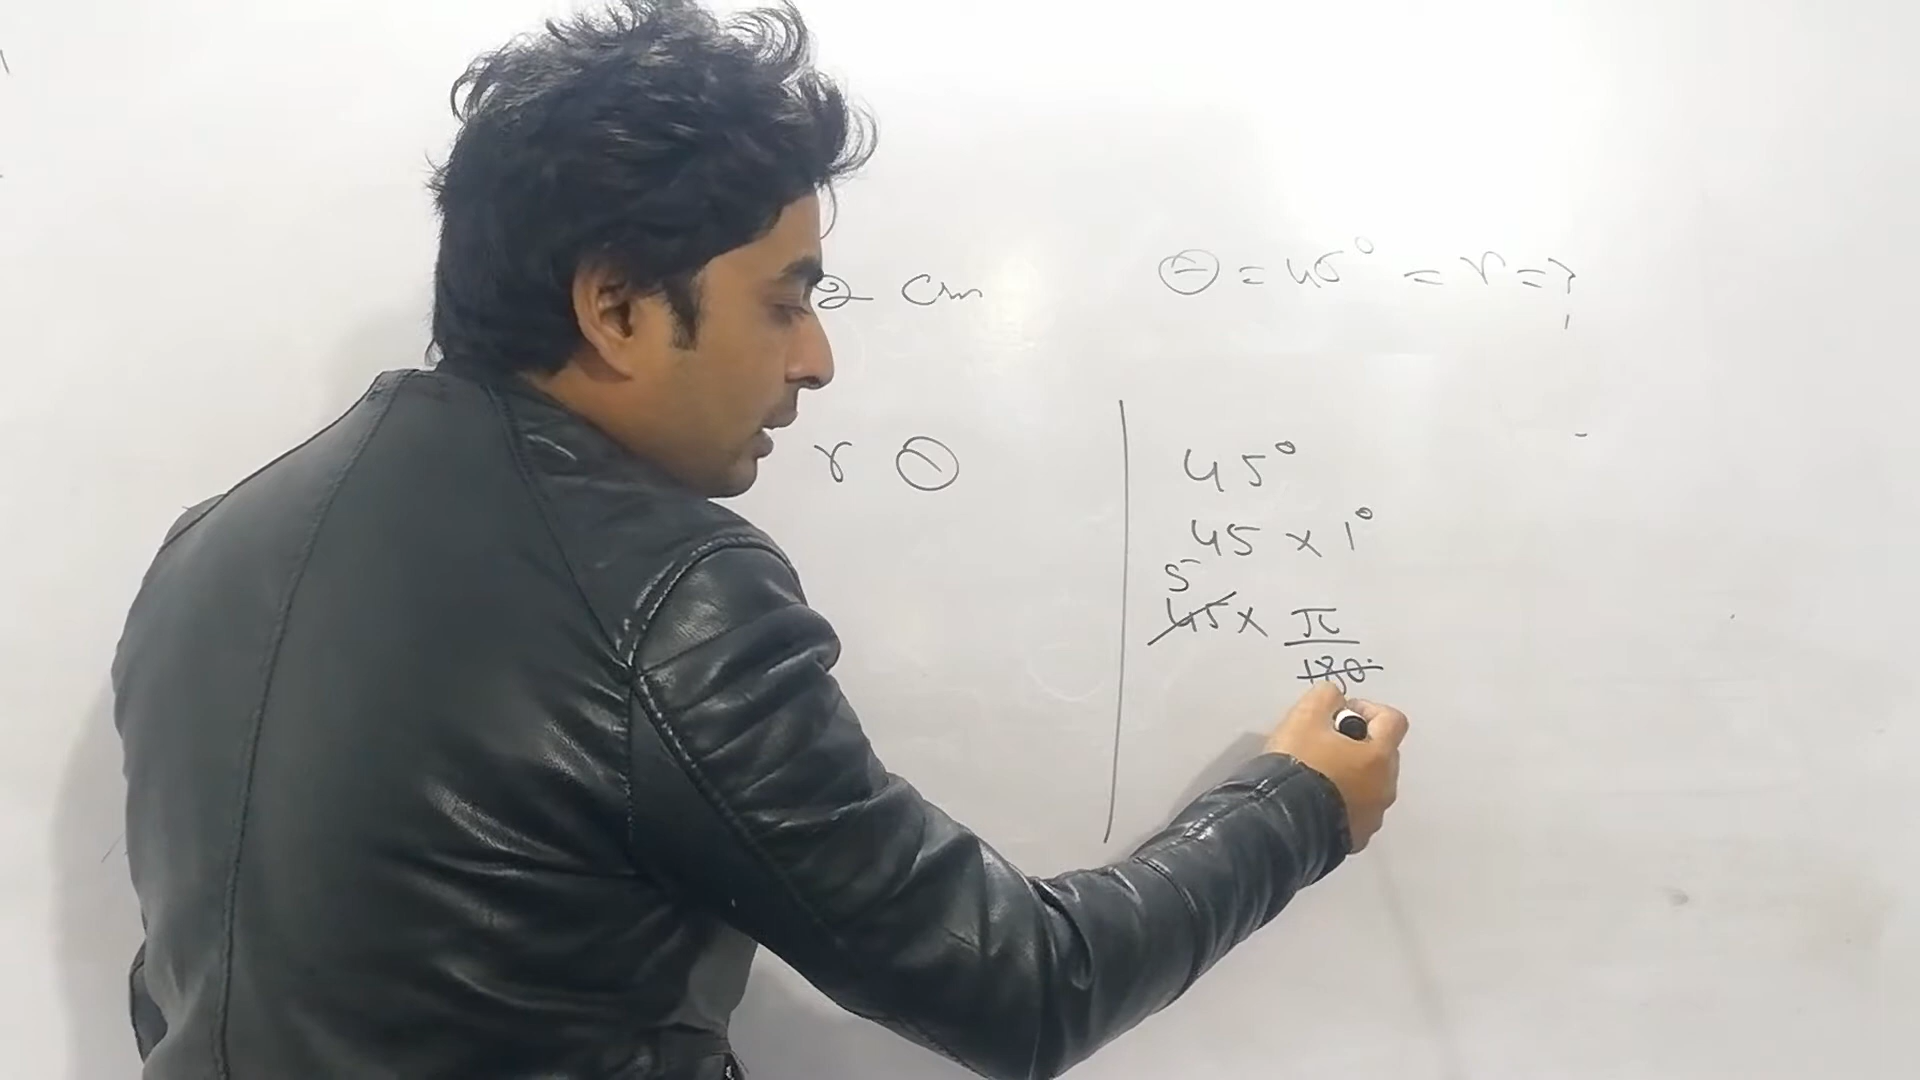 2 cm θ = 45° = r = ?
r θ
45°
45 × 1°
5
45 × π
180